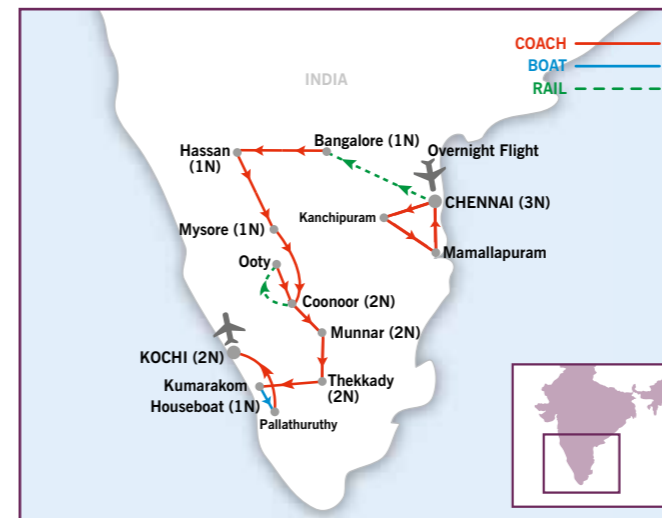 COACH
BOAT
RAIL
INDIA
Bangalore (1N)
Overnight Flight
Hassan
(1N)
CHENNAI (3N)
Kanchipuram
Mysore (1N)
Mamallapuram
Ooty
Coonoor (2N)
Munnar (2N)
KOCHI (2N)
Thekkady
(2N)
Kumarakom
Houseboat (1N)
Pallathuruthy